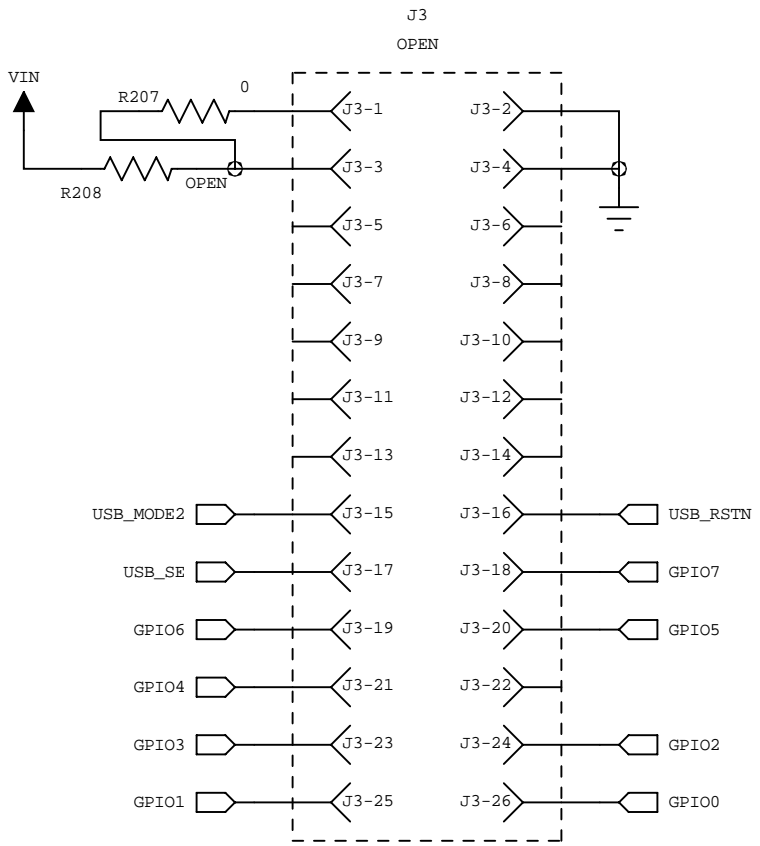 J3
OPEN
VIN
R207 0
J3-1 J3-2
J3-3 J3-4
OPEN
R208
J3-5 J3-6
J3-7 J3-8
J3-9 J3-10
J3-11 J3-12
J3-13 J3-14
USB_MODE2 J3-15 J3-16 USB_RSTN
USB_SE J3-17 J3-18 GPIO7
GPIO6 J3-19 J3-20 GPIO5
GPIO4 J3-21 J3-22
GPIO3 J3-23 J3-24 GPIO2
GPIO1 J3-25 J3-26 GPIO0